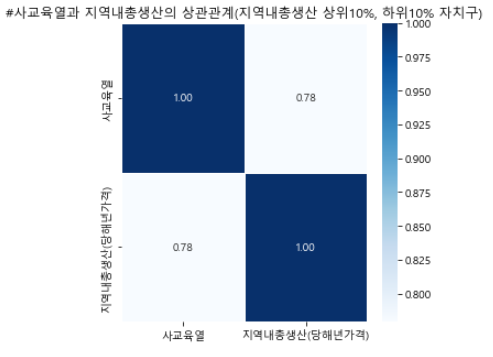 #사교육열과 지역내총생산의 상관관계(지역내총생산 상위10%, 하위10% 자치구)
1.000
0.975
0.950
0.925
0.900
0.875
0.850
0.825
0.800
사교육열
1.00
0.78
지역내총생산(당해년가격)
0.78
1.00
사교육열
지역내총생산(당해년가격)